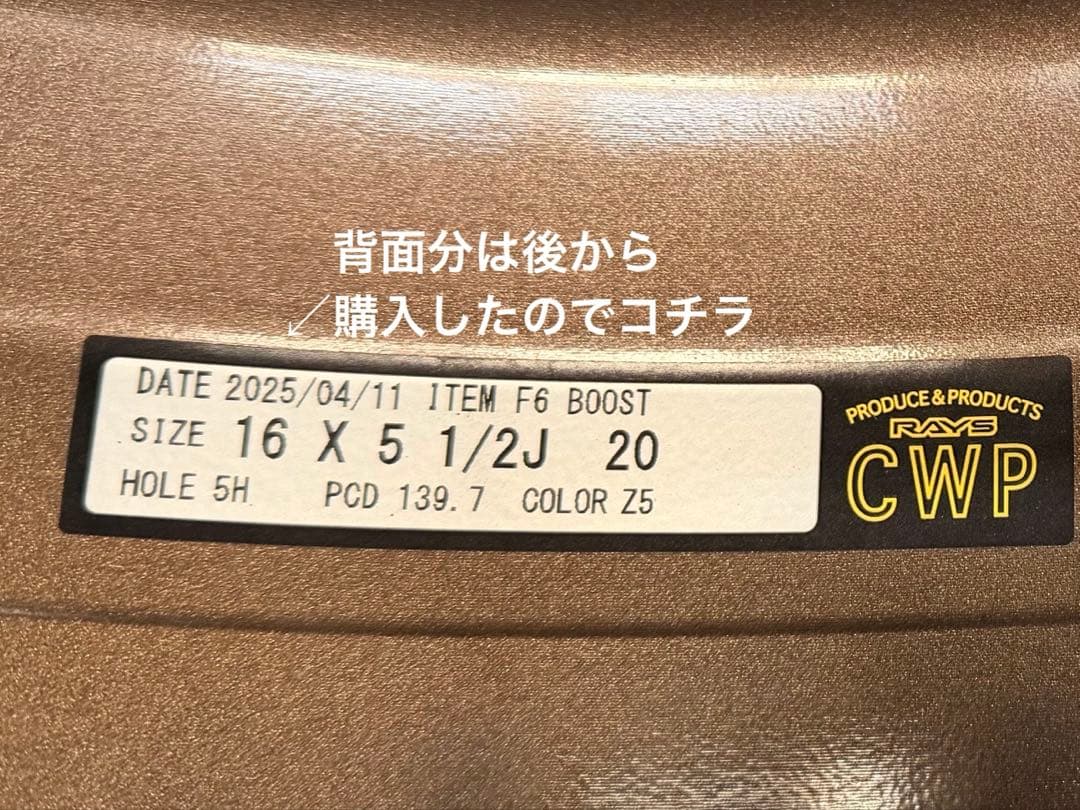 背面分は後から
↙購入したのでコチラ
DATE 2025/04/11 ITEM F6 BOOST
SIZE 16 X 5 1/2J 20
HOLE 5H PCD 139.7 COLOR Z5
PRODUCE&PRODUCTS
RAYS
CWP